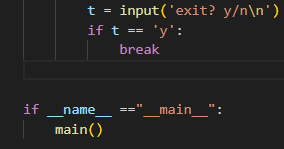 t = input('exit? y/n\n')
if t == 'y':
break
if __name__ =="__main__":
main()